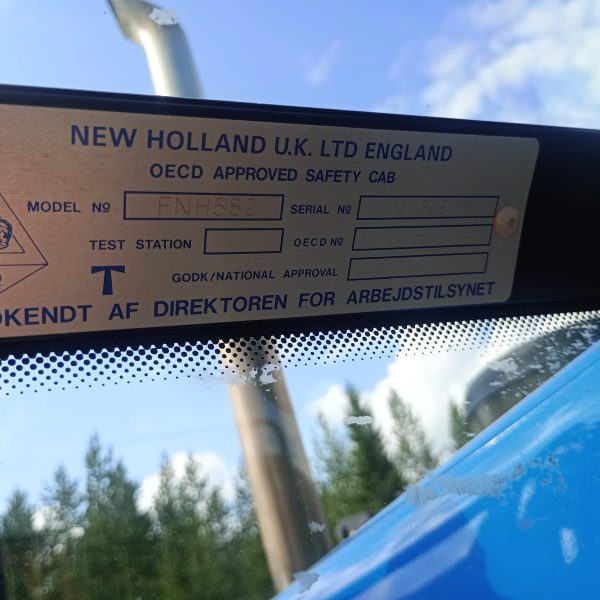 NEW HOLLAND U.K. LTD ENGLAND
OECD APPROVED SAFETY CAB
MODEL Nº FNH582 SERIAL Nº
TEST STATION OECD Nº
GODK/NATIONAL APPROVAL
OKENDT AF DIREKTOREN FOR ARBEJDSTILSYNET